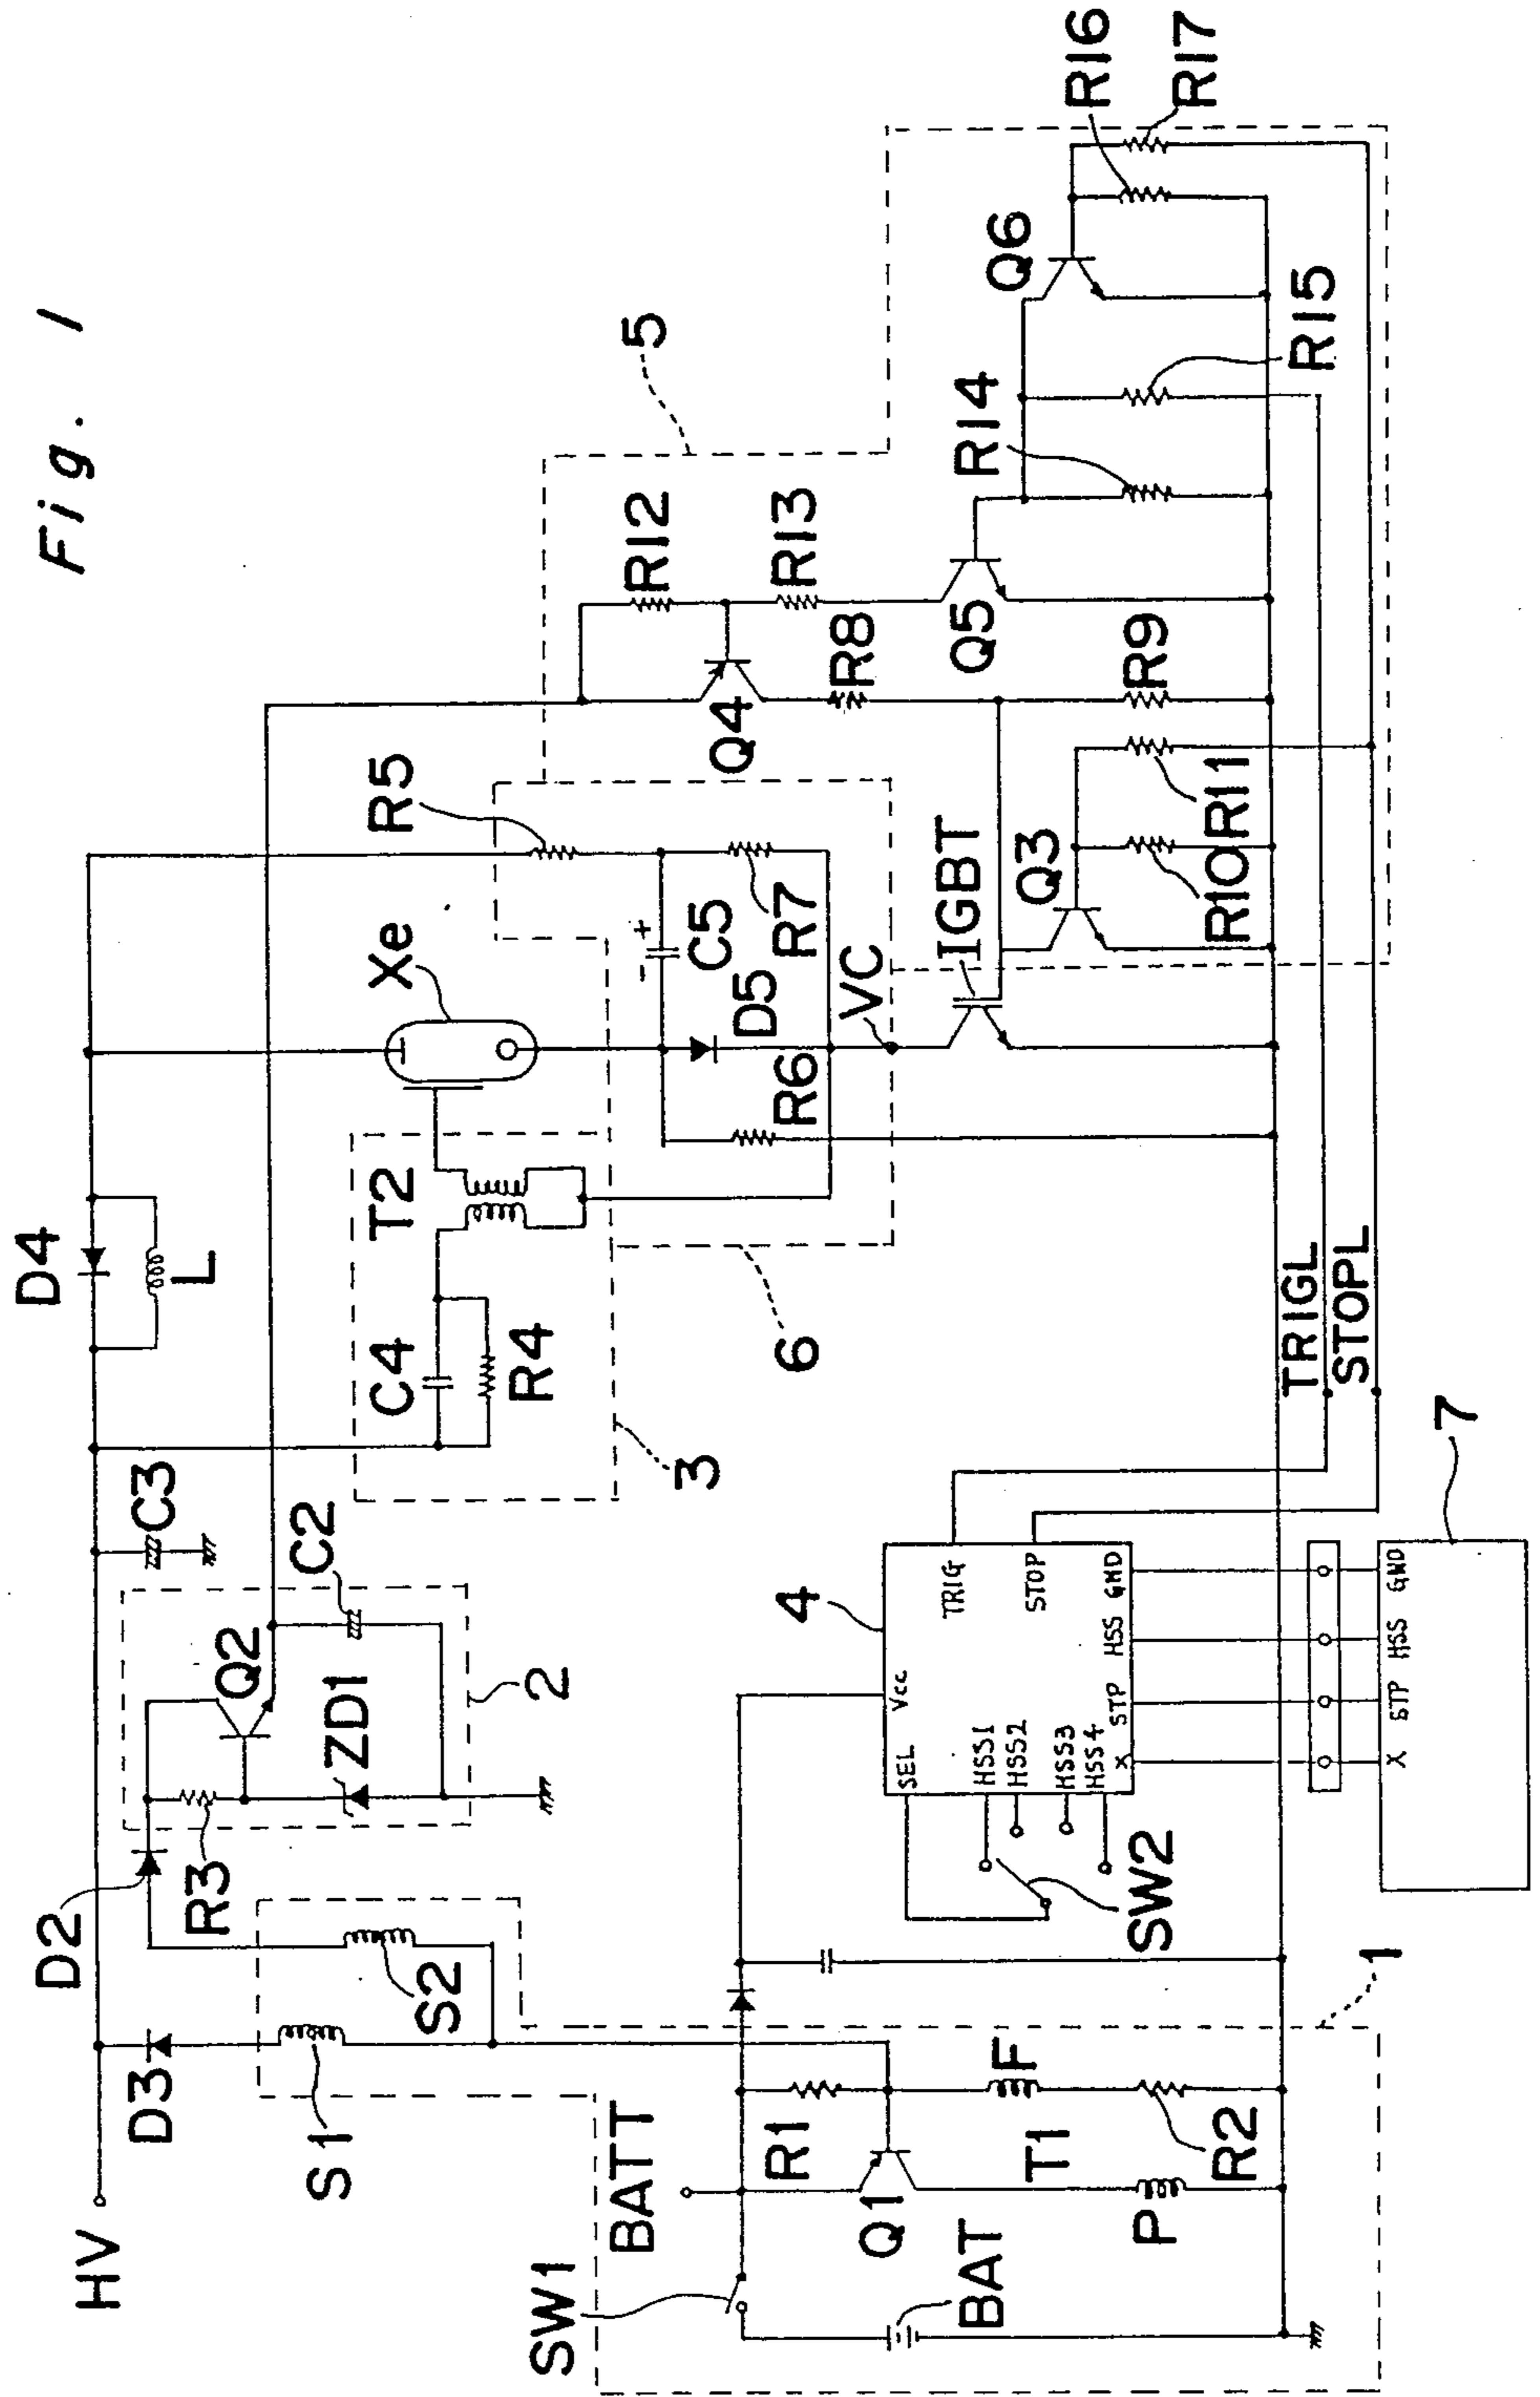 Fig. 1
HV
D3
D2
S1
S2
R3
Q2
ZD1
C2
2
C3
D4
L
C4
R4
T2
3
Xe
R5
C5
- +
R7
D5
R6
VC
6
5
R12
R13
Q4
R8
Q5
R14
R15
Q6
R16
R17
IGBT
Q3
R10
R11
R9
TRIGL
STOPL
SW1
BATT
BAT
R1
Q1
F
T1
P
R2
1
4
Vcc
SEL
TRIG
STOP
HSS1
HSS2
HSS3
HSS4
X
STP
HSS
GND
SW2
X
STP
HSS
GND
7